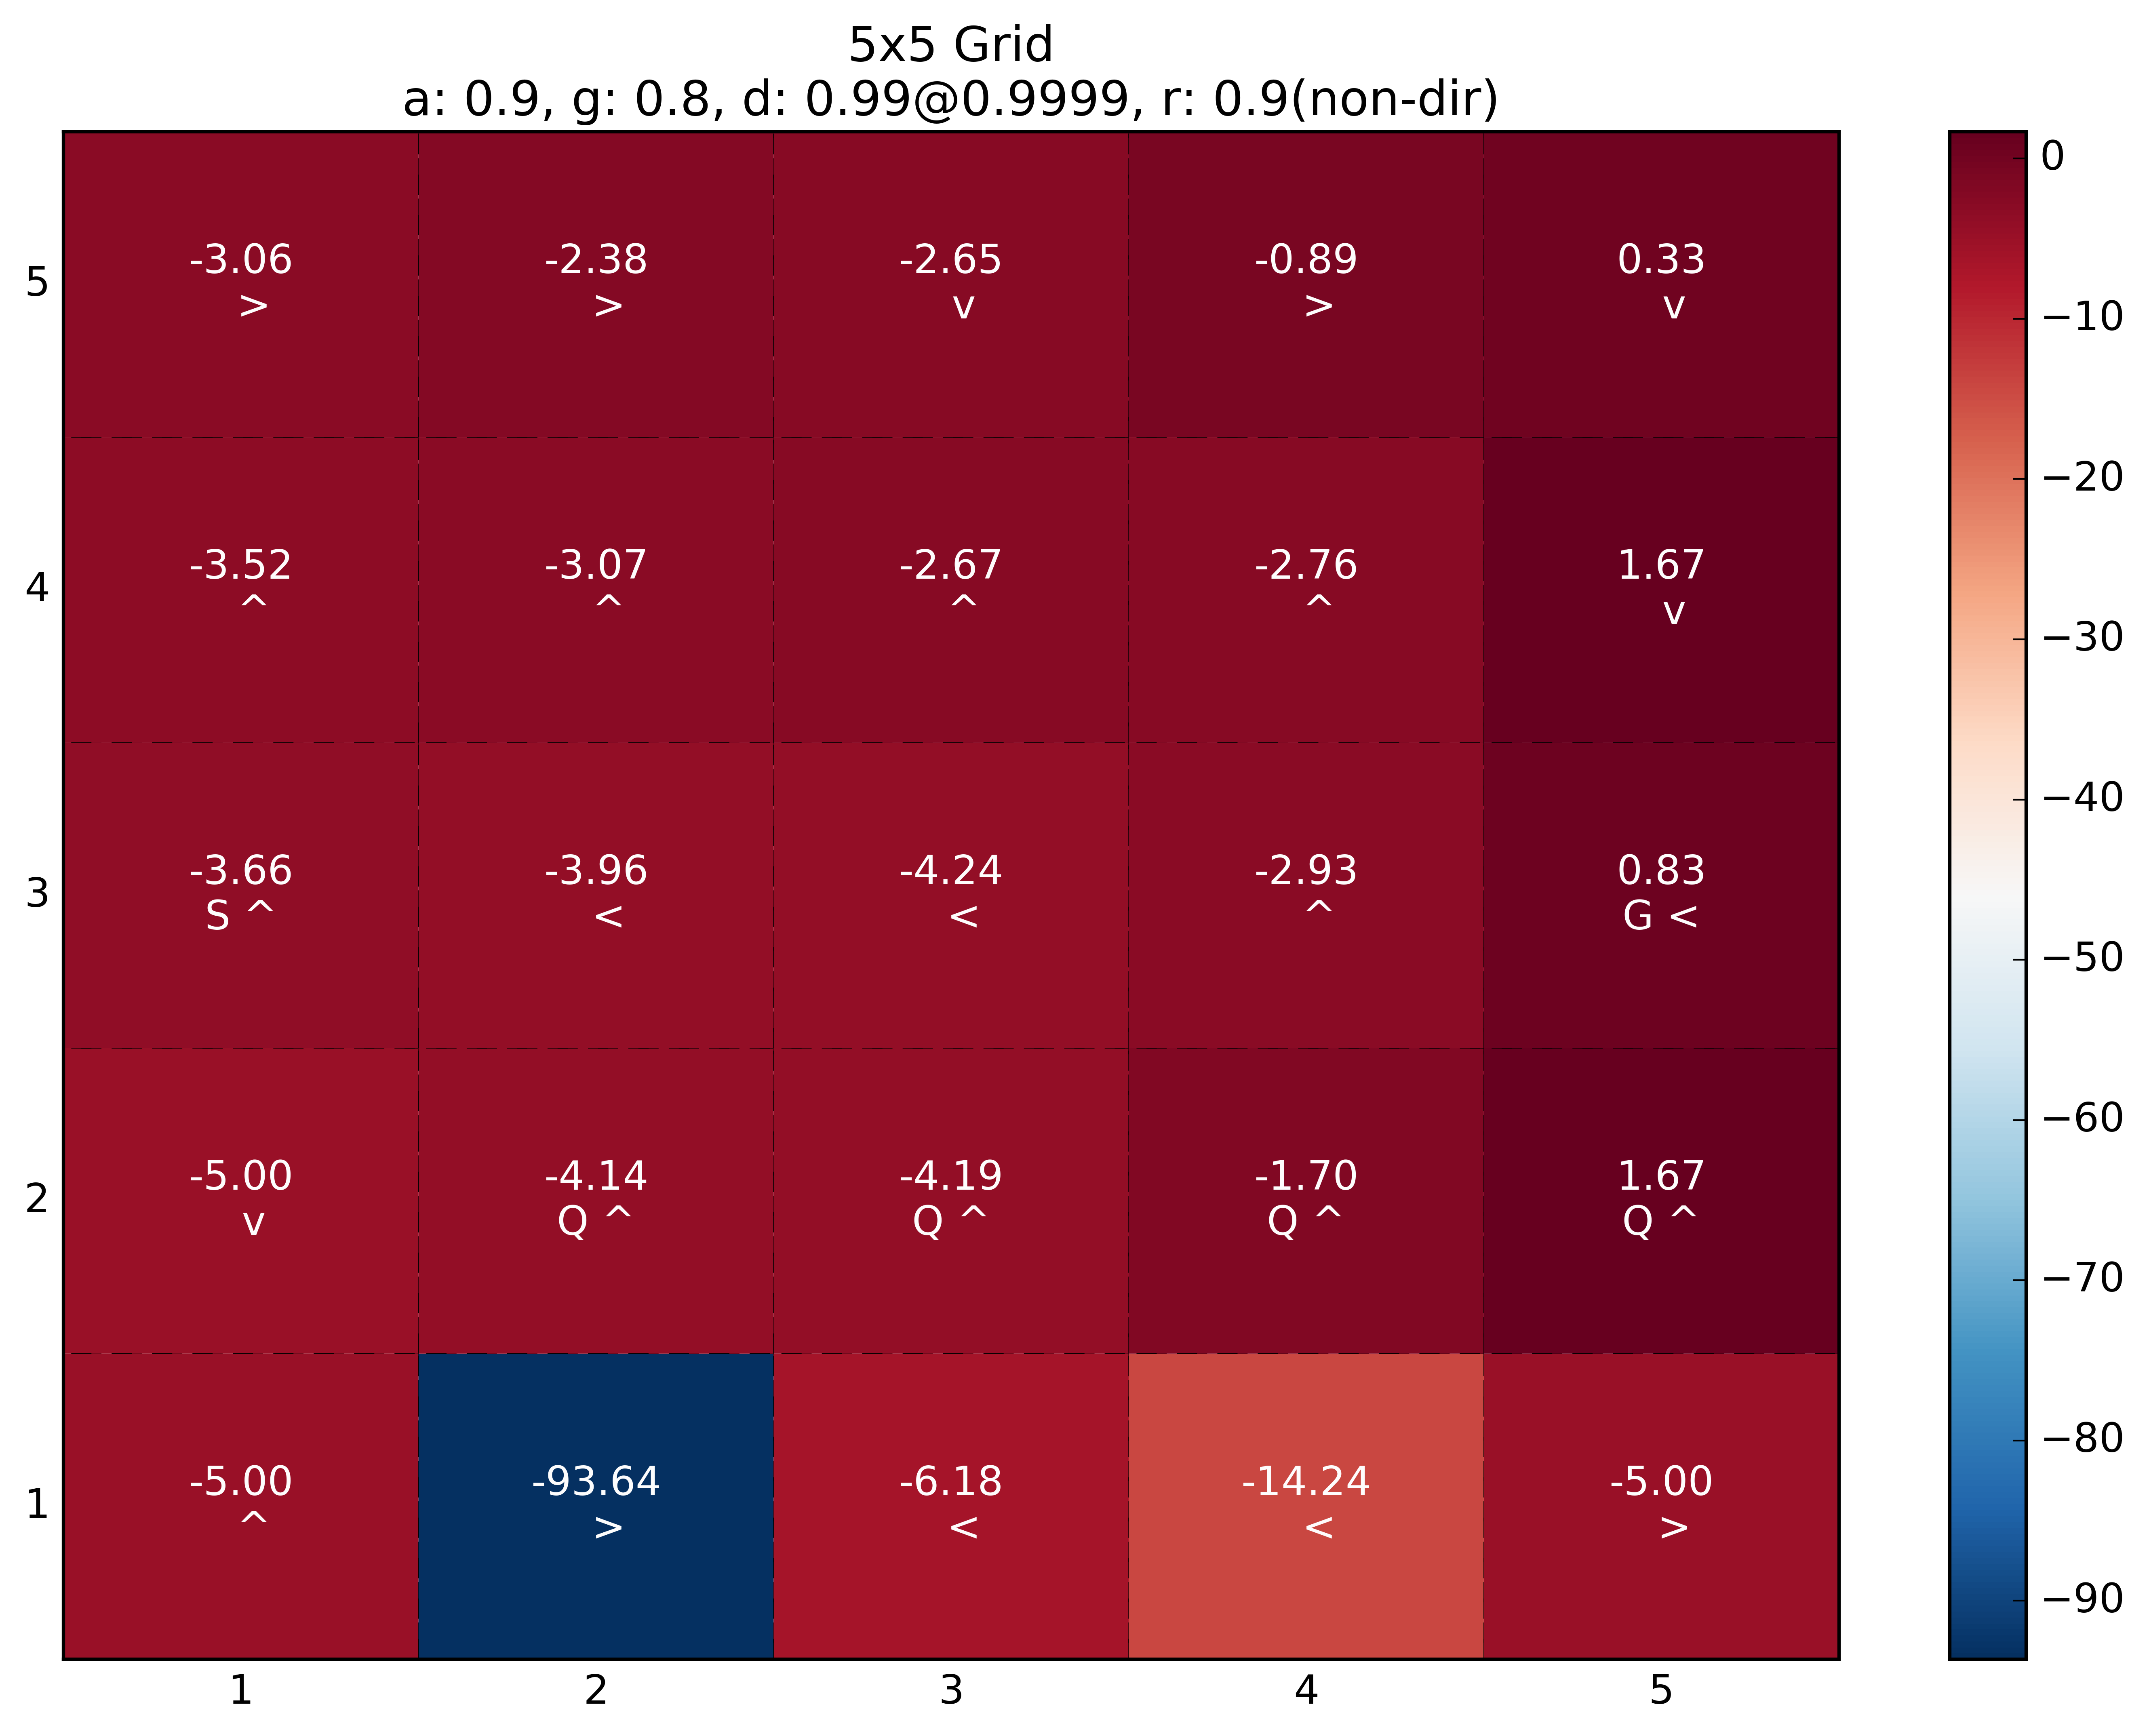 5x5 Grid
a: 0.9, g: 0.8, d: 0.99@0.9999, r: 0.9(non-dir)
5
-3.06 -2.38 -2.65 -0.89 0.33
> > v > v
4
-3.52 -3.07 -2.67 -2.76 1.67
^ ^ ^ ^ v
3
-3.66 -3.96 -4.24 -2.93 0.83
S ^ < < ^ G <
2
-5.00 -4.14 -4.19 -1.70 1.67
v Q ^ Q ^ Q ^ Q ^
1
-5.00 -93.64 -6.18 -14.24 -5.00
^ > < < >
1 2 3 4 5
0
−10
−20
−30
−40
−50
−60
−70
−80
−90